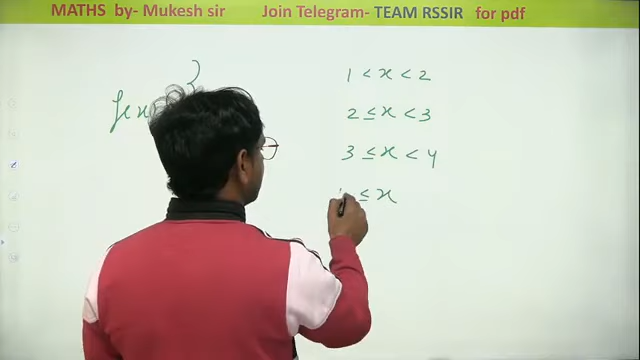 MATHS by- Mukesh sir Join Telegram- TEAM RSSIR for pdf
1 < x < 2
2 ≤ x < 3
3 ≤ x < 4
≤ x